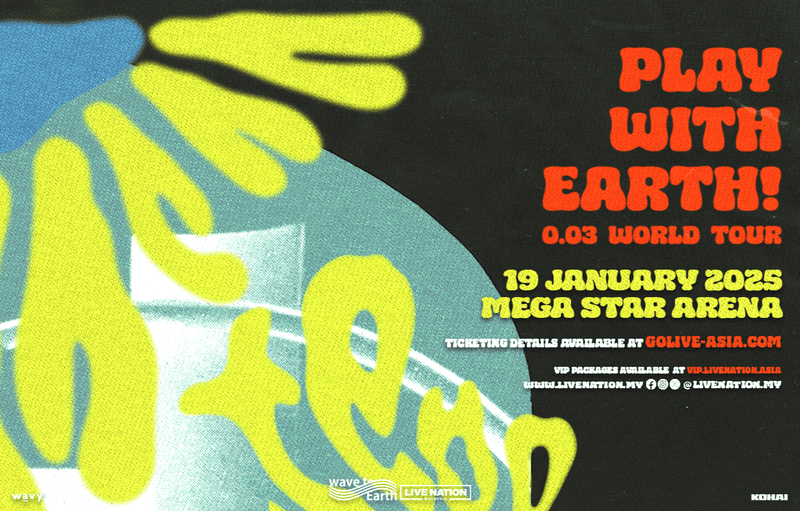 PLAY
WITH
EARTH!
0.03 WORLD TOUR
19 JANUARY 2025
MEGA STAR ARENA
TICKETING DETAILS AVAILABLE AT GOLIVE-ASIA.COM
VIP PACKAGES AVAILABLE AT VIP.LIVENATION.ASIA
WWW.LIVENATION.MY @LIVENATION.MY
wavy
wave to
Earth
LIVE NATION
MALAYSIA
KOHAI